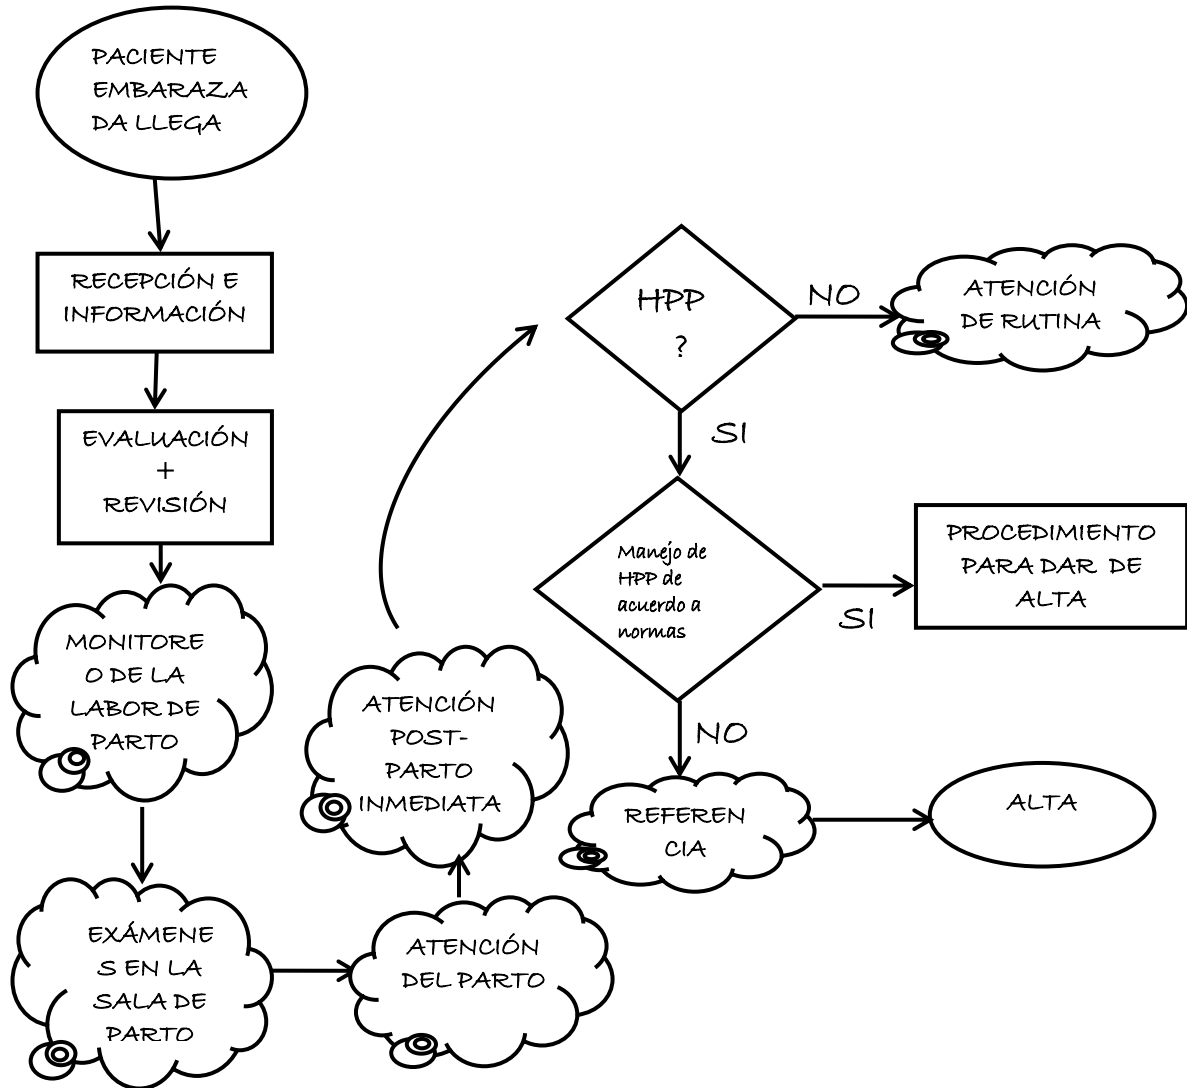 PACIENTE
EMBARAZA
DA LLEGA
RECEPCIÓN E
INFORMACIÓN
EVALUACIÓN
+
REVISIÓN
MONITORE
O DE LA
LABOR DE
PARTO
EXÁMENE
S EN LA
SALA DE
PARTO
ATENCIÓN
DEL PARTO
ATENCIÓN
POST-
PARTO
INMEDIATA
HPP
?
NO
ATENCIÓN
DE RUTINA
SI
Manejo de
HPP de
acuerdo a
normas
SI
PROCEDIMIENTO
PARA DAR DE
ALTA
NO
REFEREN
CIA
ALTA